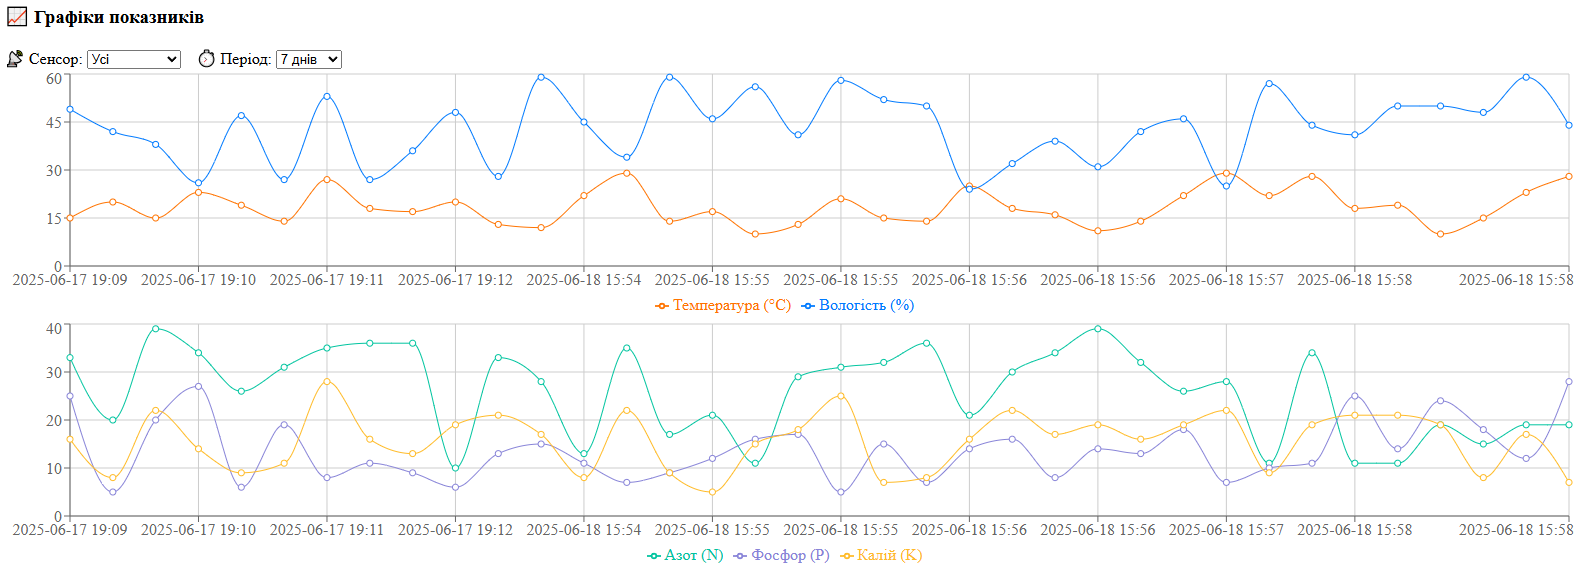 Графіки показників
Сенсор: Усі Період: 7 днів
60
45
30
15
0
2025-06-17 19:09 2025-06-17 19:10 2025-06-17 19:11 2025-06-17 19:12 2025-06-18 15:54 2025-06-18 15:55 2025-06-18 15:55 2025-06-18 15:56 2025-06-18 15:56 2025-06-18 15:57 2025-06-18 15:58 2025-06-18 15:58
Температура (°C) Вологість (%)
40
30
20
10
0
2025-06-17 19:09 2025-06-17 19:10 2025-06-17 19:11 2025-06-17 19:12 2025-06-18 15:54 2025-06-18 15:55 2025-06-18 15:55 2025-06-18 15:56 2025-06-18 15:56 2025-06-18 15:57 2025-06-18 15:58 2025-06-18 15:58
Азот (N) Фосфор (P) Калій (K)